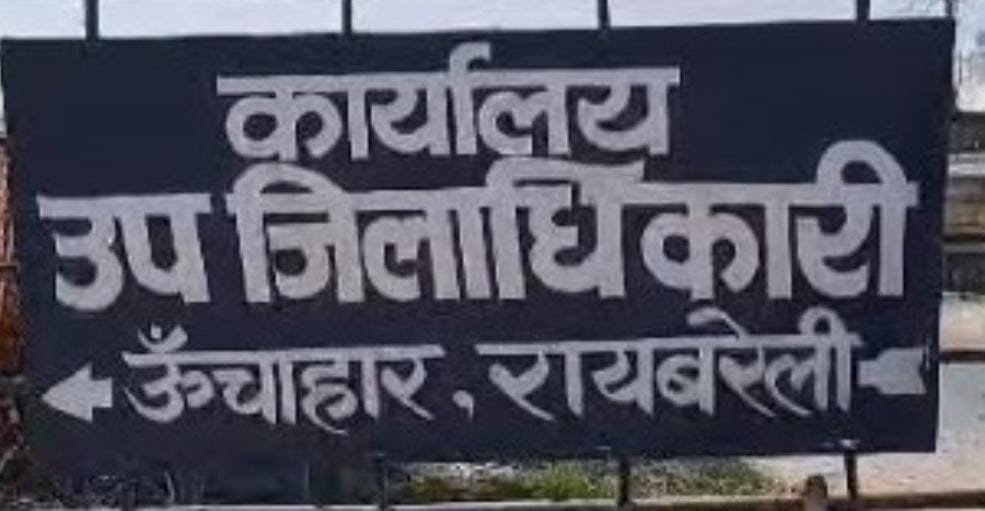 कार्यालय
उप जिलाधिकारी
ऊँचाहार, रायबरेली